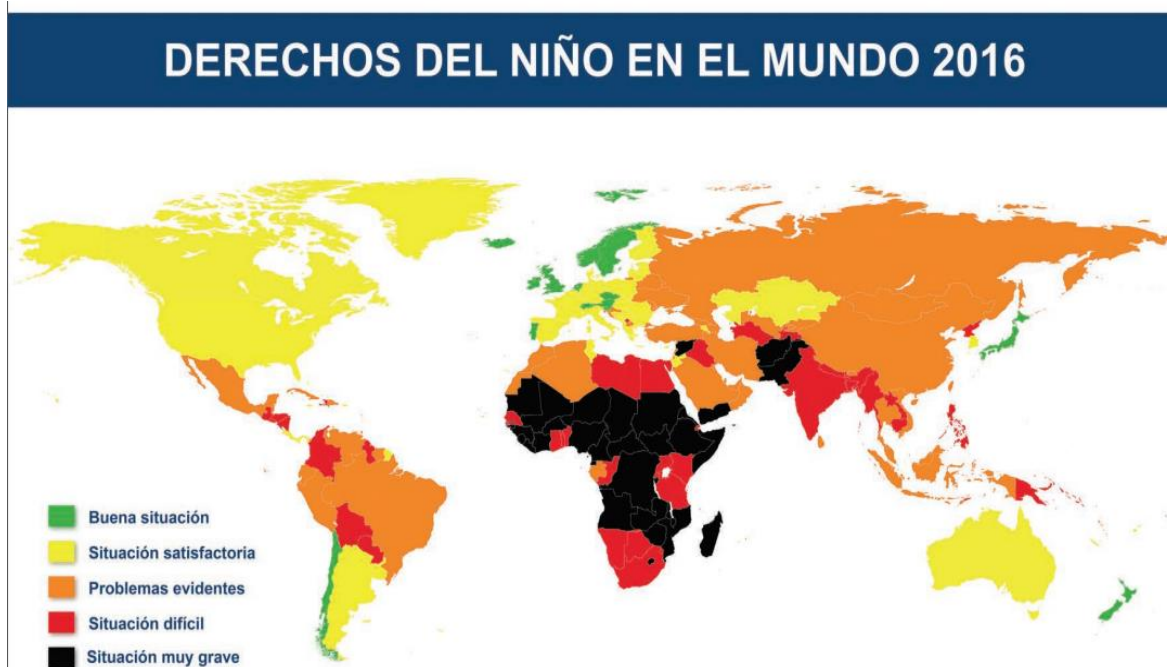 DERECHOS DEL NIÑO EN EL MUNDO 2016
Buena situación
Situación satisfactoria
Problemas evidentes
Situación difícil
Situación muy grave